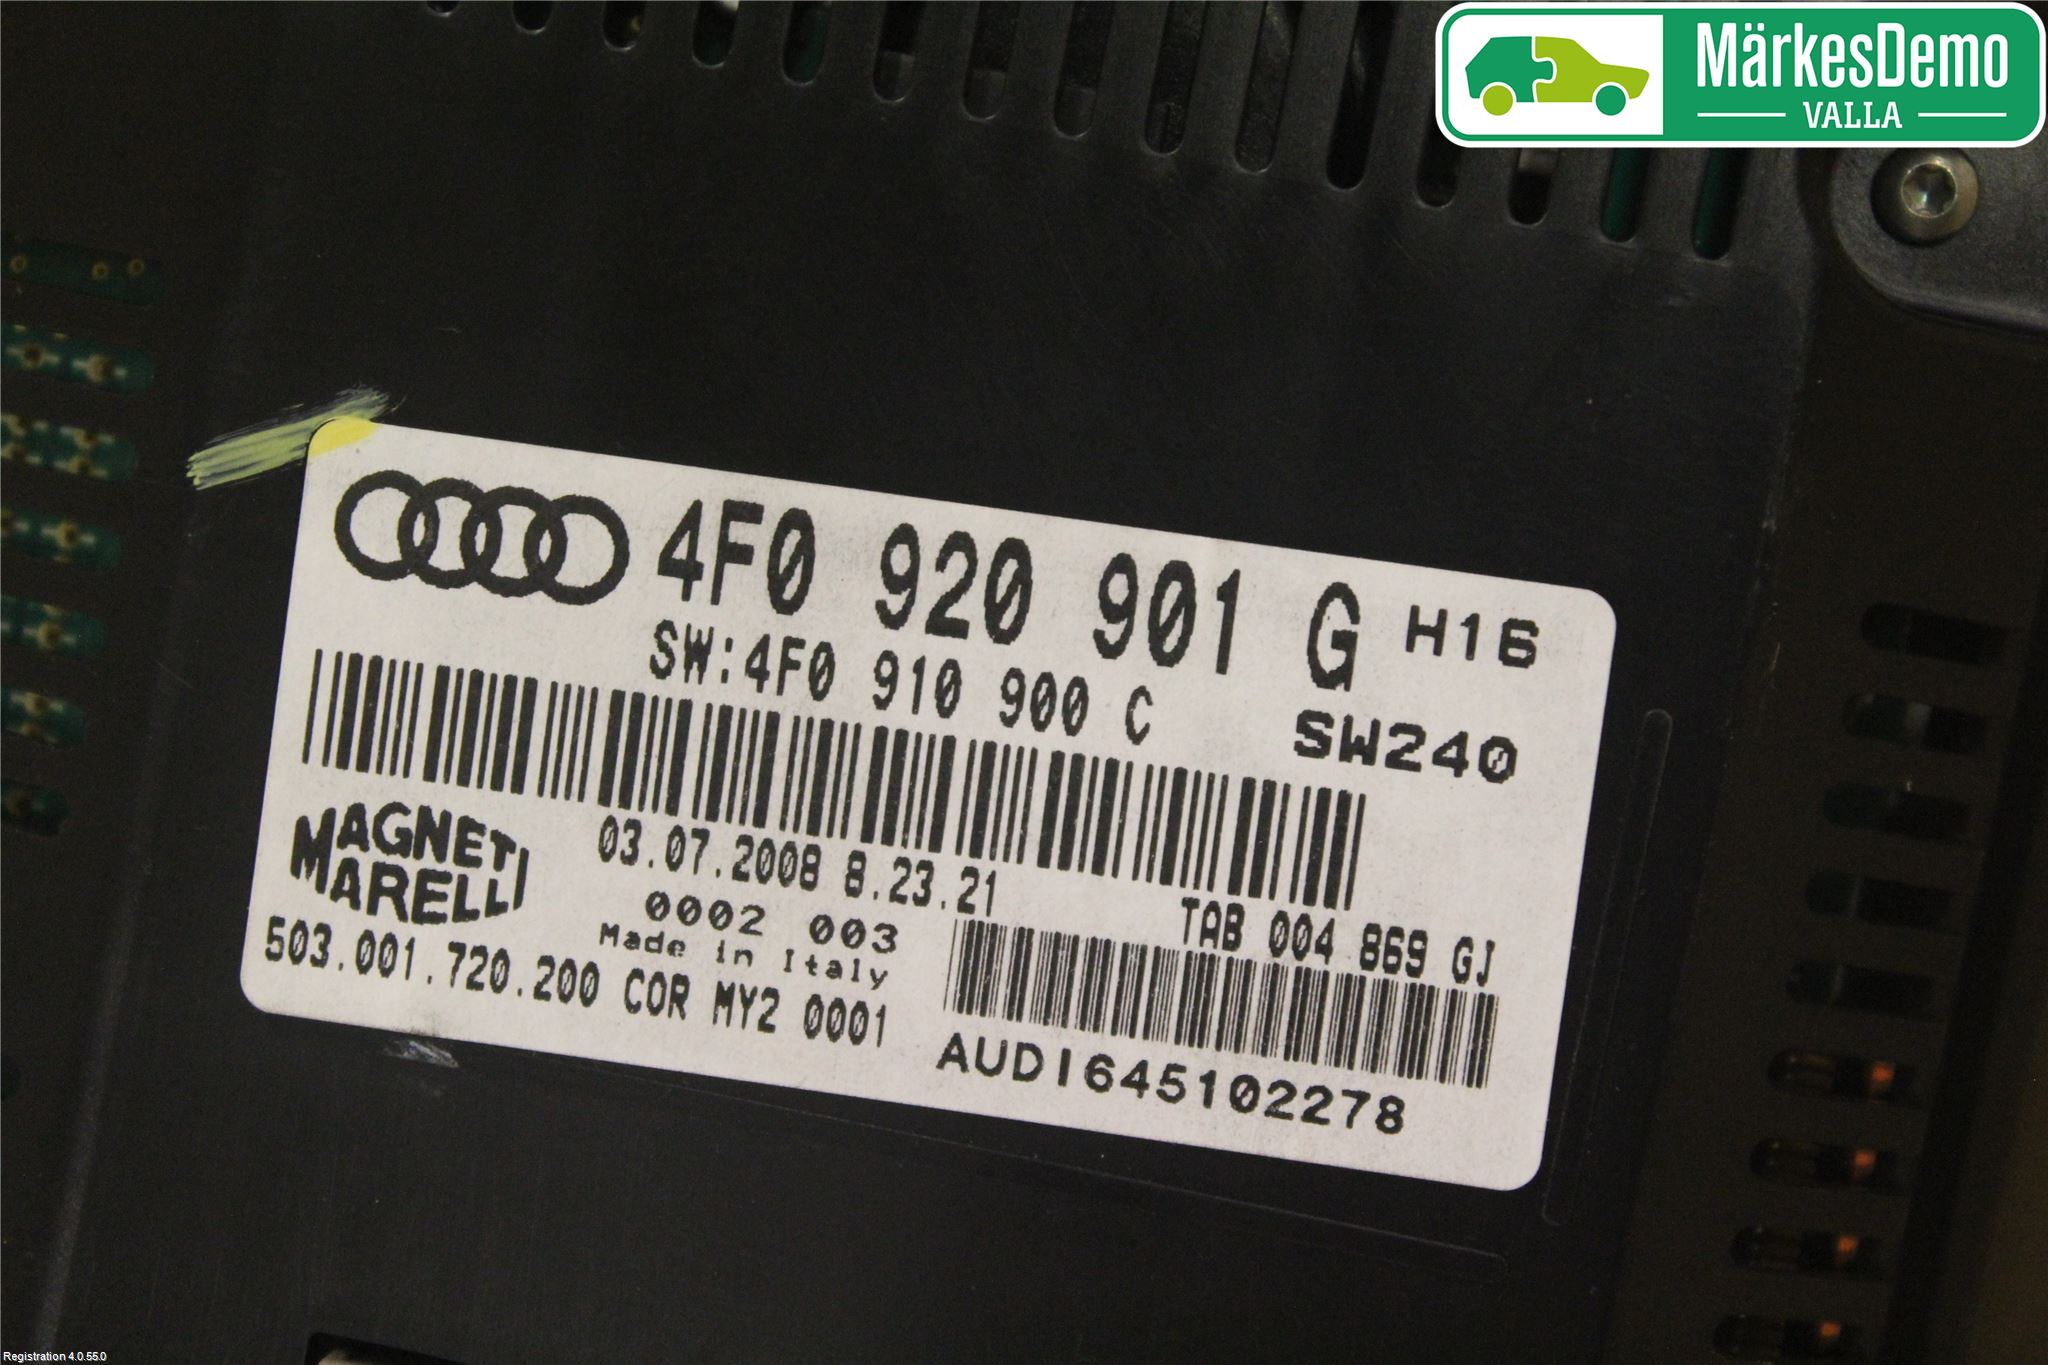 MärkesDemo
VALLA
4F0 920 901 G H16
SW:4F0 910 900 C
SW240
MAGNETI
MARELLI
03.07.2008 8.23.21
0002 003
Made in Italy
TAB 004 869 GJ
503.001.720.200 COR MY2 0001
AUDI645102278
Registration 4.0.55.0